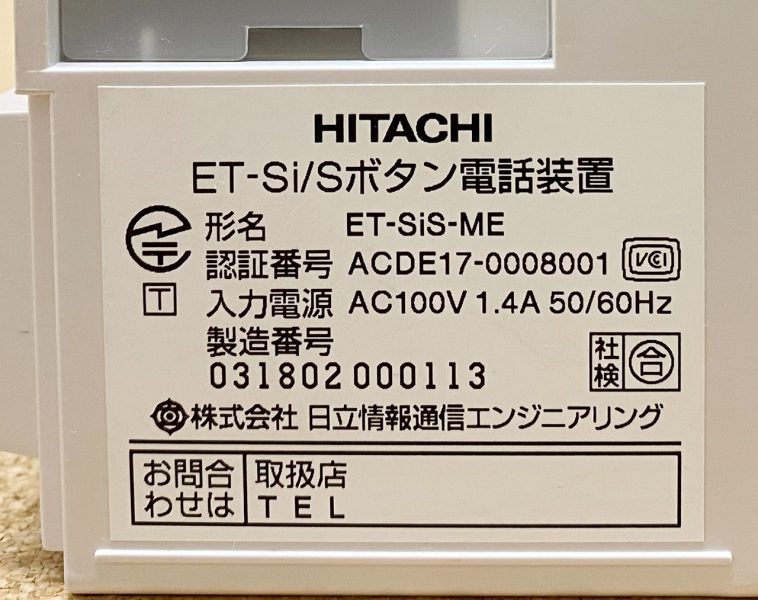 HITACHI
ET-Si/Sボタン電話装置
形名 ET-SiS-ME
認証番号 ACDE17-0008001 VCCI
T 入力電源 AC100V 1.4A 50/60Hz
製造番号
031802000113
社検 合
株式会社 日立情報通信エンジニアリング
お問合わせは 取扱店
TEL